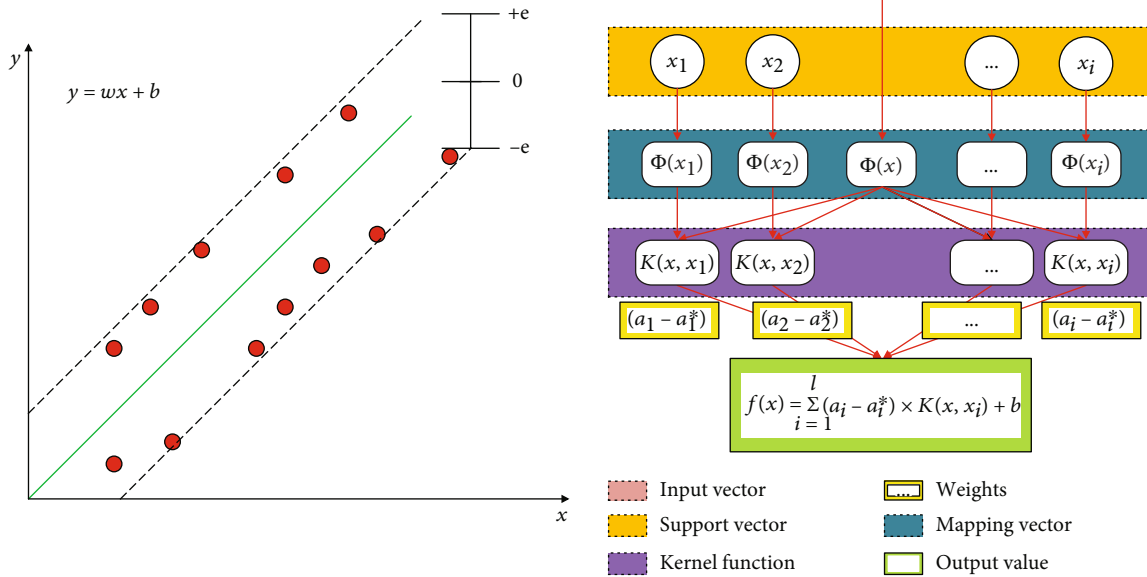 +e
y
0
y = wx + b
−e
x
x₁ x₂ ... xᵢ
Φ(x₁) Φ(x₂) Φ(x) ... Φ(xᵢ)
K(x, x₁) K(x, x₂) ... K(x, xᵢ)
(a₁ − a₁*) (a₂ − a₂*) ... (aᵢ − aᵢ*)
l
f(x) = Σ(aᵢ − aᵢ*) × K(x, xᵢ) + b
i = 1
Input vector ... Weights
Support vector Mapping vector
Kernel function Output value